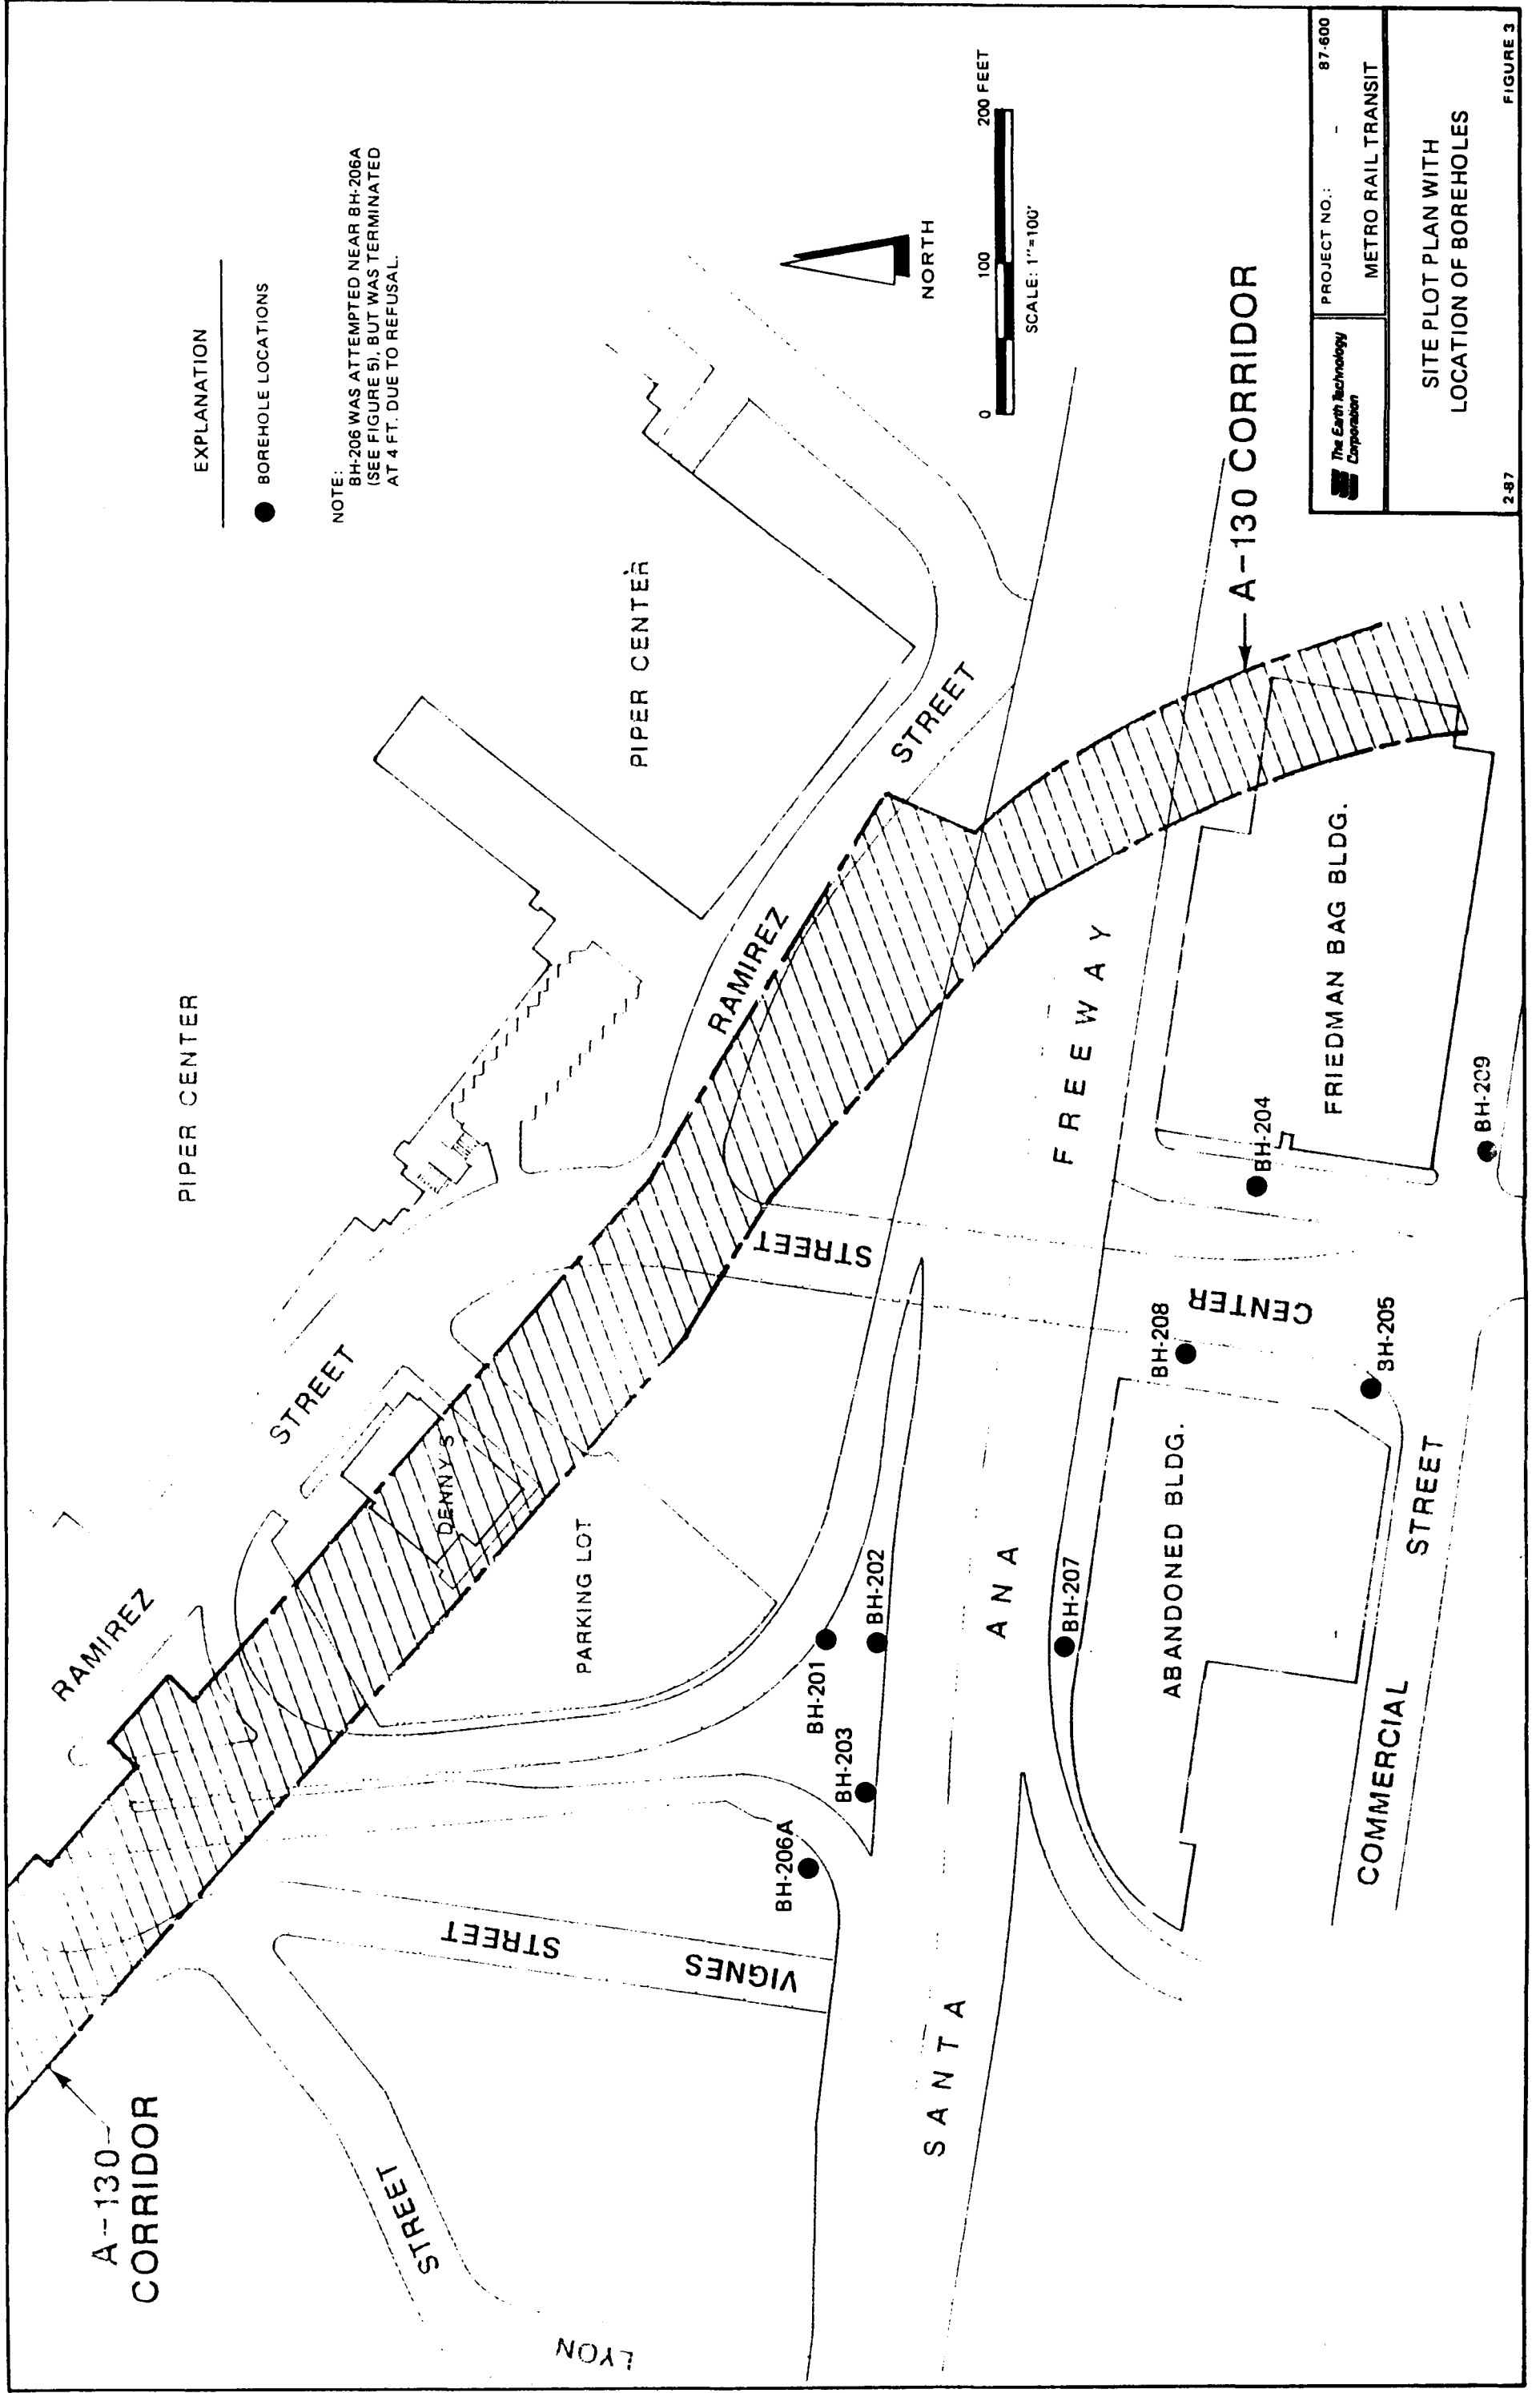 A-130
CORRIDOR
LYON
STREET
VIGNES
STREET
RAMIREZ
STREET
DENNY'S
PARKING LOT
PIPER CENTER
PIPER CENTER
RAMIREZ
STREET
CENTER
STREET
SANTA
ANA
FREEWAY
BH-206A
BH-203
BH-201
BH-202
BH-207
BH-208
BH-205
BH-204
BH-209
ABANDONED BLDG.
FRIEDMAN BAG BLDG.
COMMERCIAL
STREET
A-130 CORRIDOR
EXPLANATION
BOREHOLE LOCATIONS
NOTE:
BH-206 WAS ATTEMPTED NEAR BH-206A
(SEE FIGURE 5), BUT WAS TERMINATED
AT 4 FT. DUE TO REFUSAL.
NORTH
0 100 200 FEET
SCALE: 1"=100'
The Earth Technology
Corporation
PROJECT NO.: - 87-600
METRO RAIL TRANSIT
SITE PLOT PLAN WITH
LOCATION OF BOREHOLES
2-87 FIGURE 3